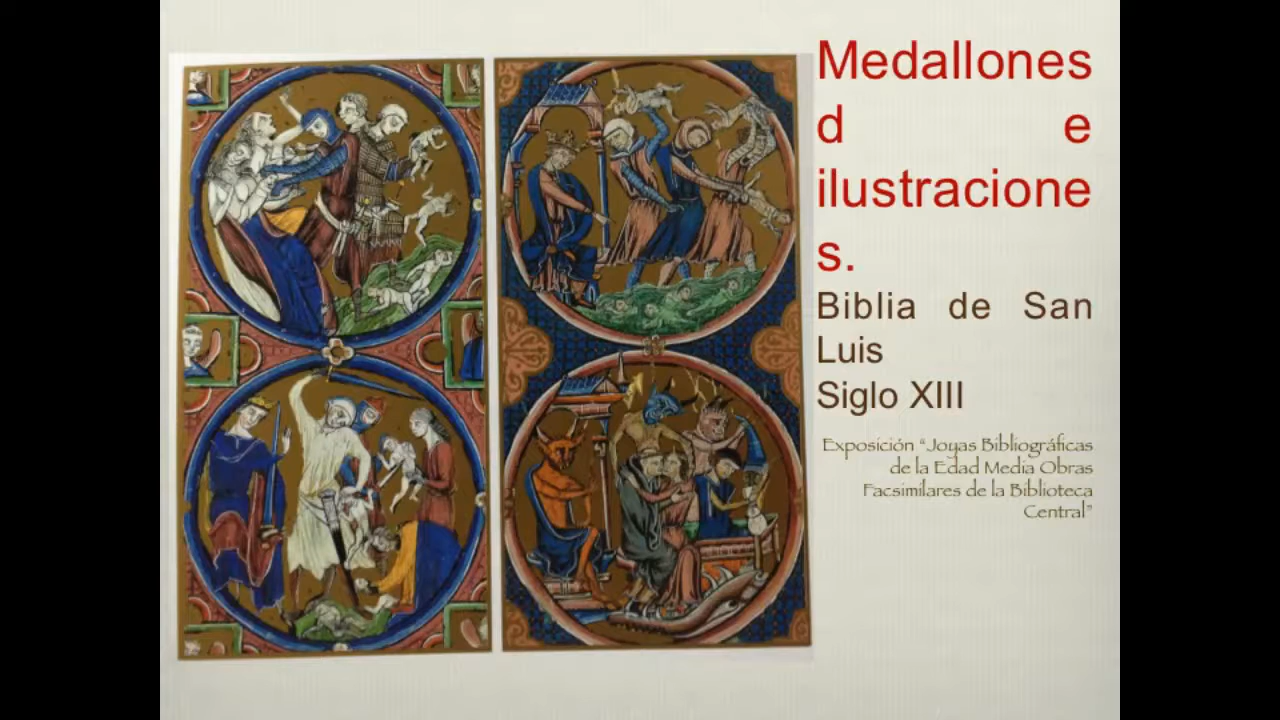 Medallones
d e
ilustracione
s.
Biblia de San
Luis
Siglo XIII
Exposición “Joyas Bibliográficas
de la Edad Media Obras
Facsimilares de la Biblioteca
Central”